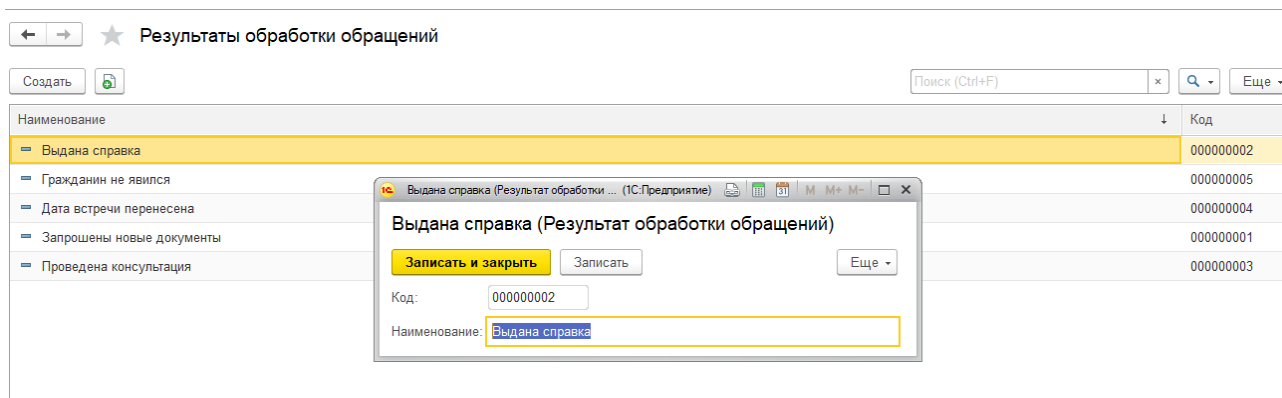 Результаты обработки обращений
Создать Поиск (Ctrl+F) × Еще
Наименование ↓ Код
Выдана справка 000000002
Гражданин не явился 000000005
Дата встречи перенесена 000000004
Запрошены новые документы 000000001
Проведена консультация 000000003
1С Выдана справка (Результат обработки ... (1С:Предприятие) 31 M M+ M-
Выдана справка (Результат обработки обращений)
Записать и закрыть Записать Еще
Код: 000000002
Наименование: Выдана справка